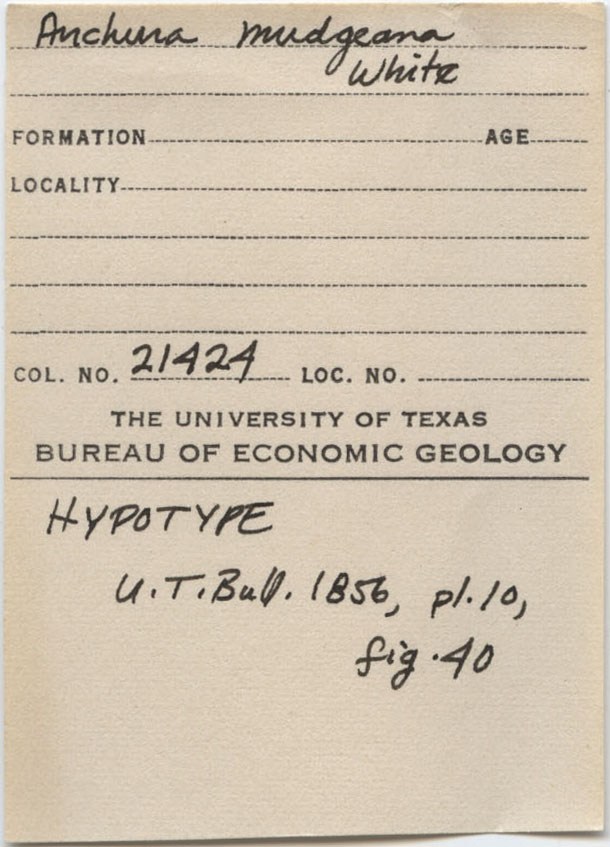 Anchura mudgeana
White
FORMATION AGE
LOCALITY
COL. NO. 21424 LOC. NO.
THE UNIVERSITY OF TEXAS
BUREAU OF ECONOMIC GEOLOGY
HYPOTYPE
U.T.Bull. 1856, pl.10,
fig.40